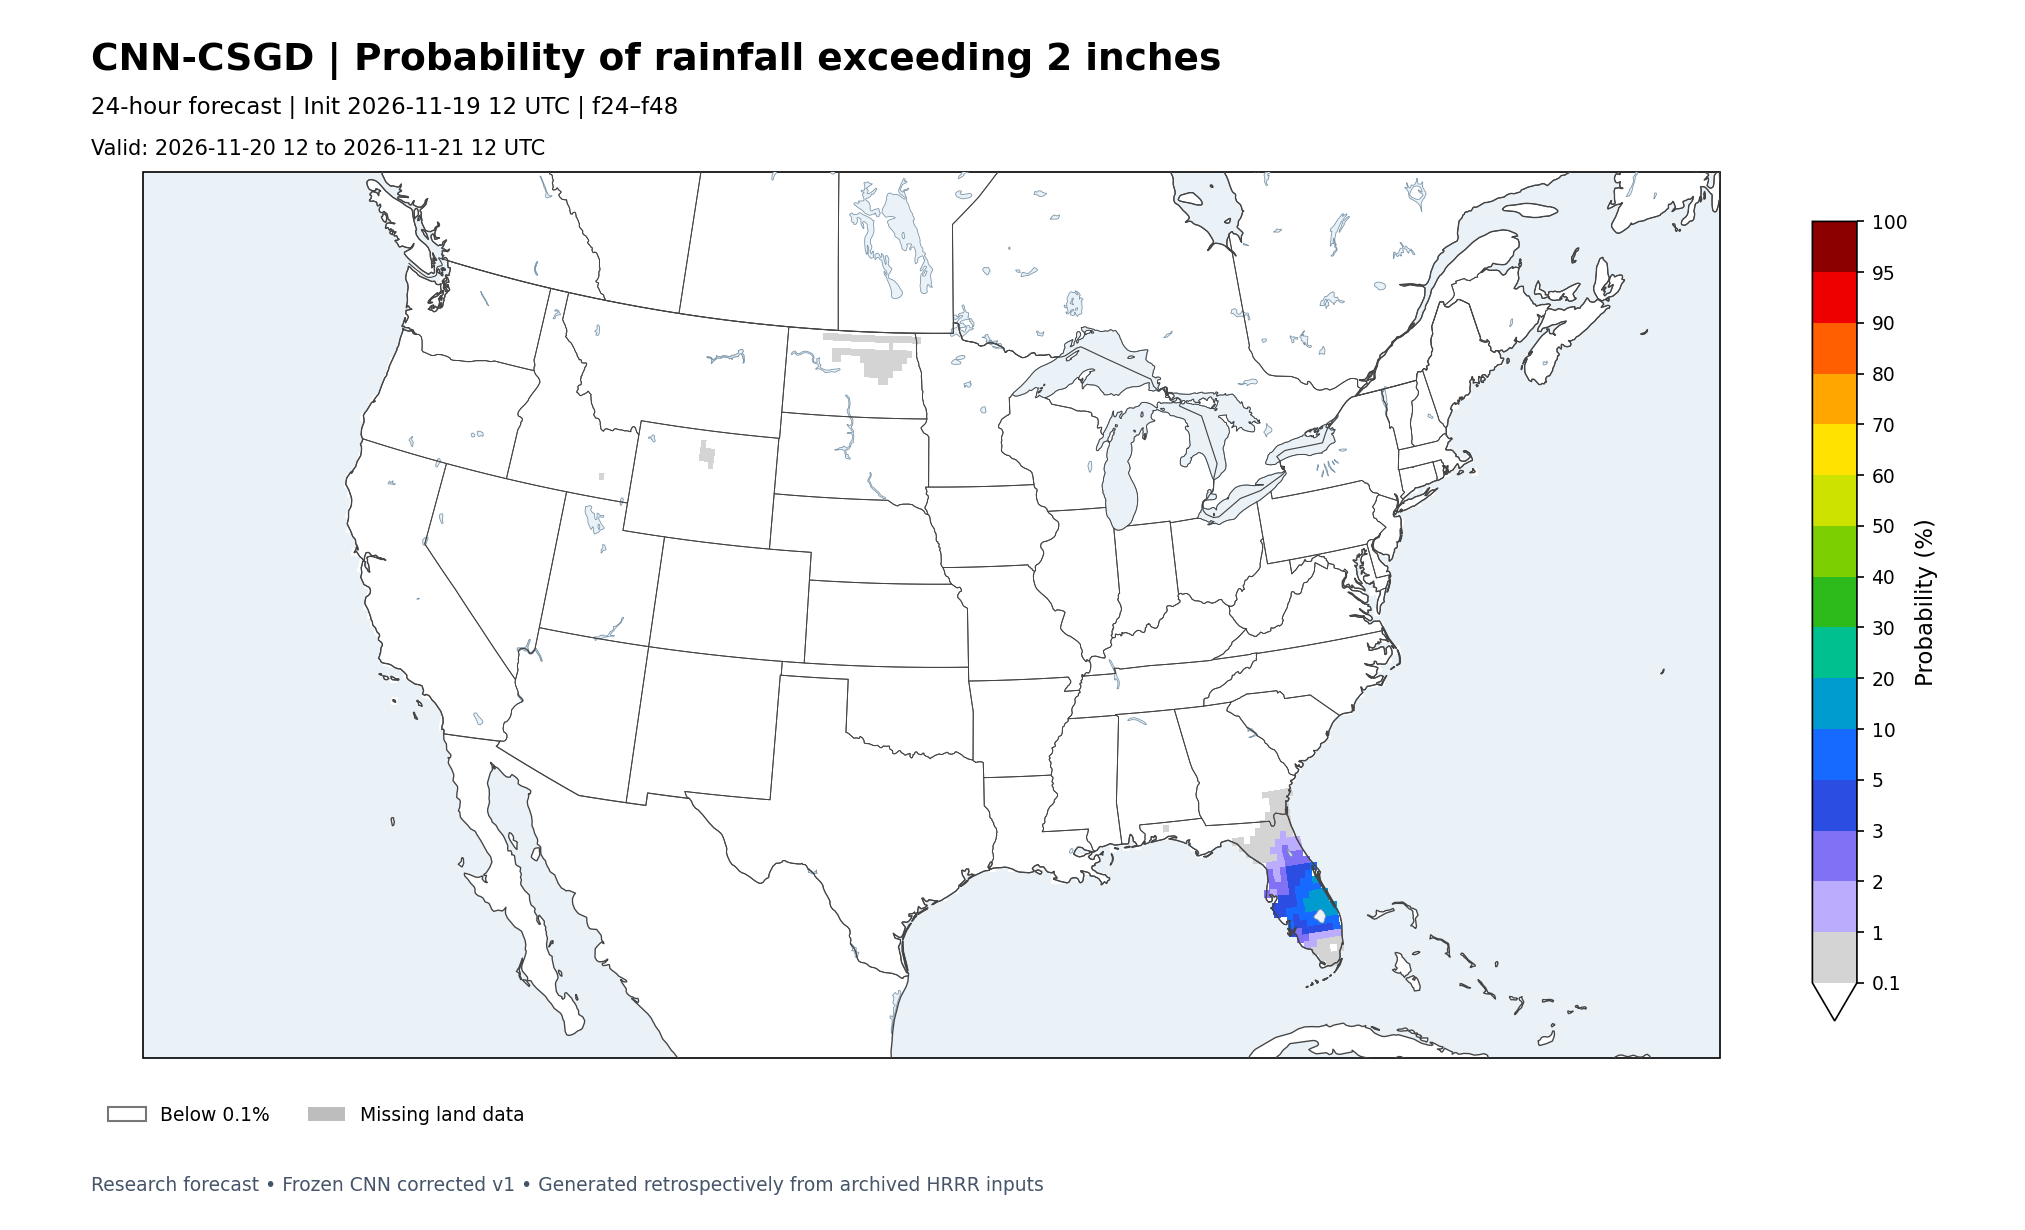 CNN-CSGD | Probability of rainfall exceeding 2 inches
24-hour forecast | Init 2026-11-19 12 UTC | f24–f48
Valid: 2026-11-20 12 to 2026-11-21 12 UTC
100
95
90
80
70
60
50
40
30
20
10
5
3
2
1
0.1
Probability (%)
Below 0.1%
Missing land data
Research forecast • Frozen CNN corrected v1 • Generated retrospectively from archived HRRR inputs